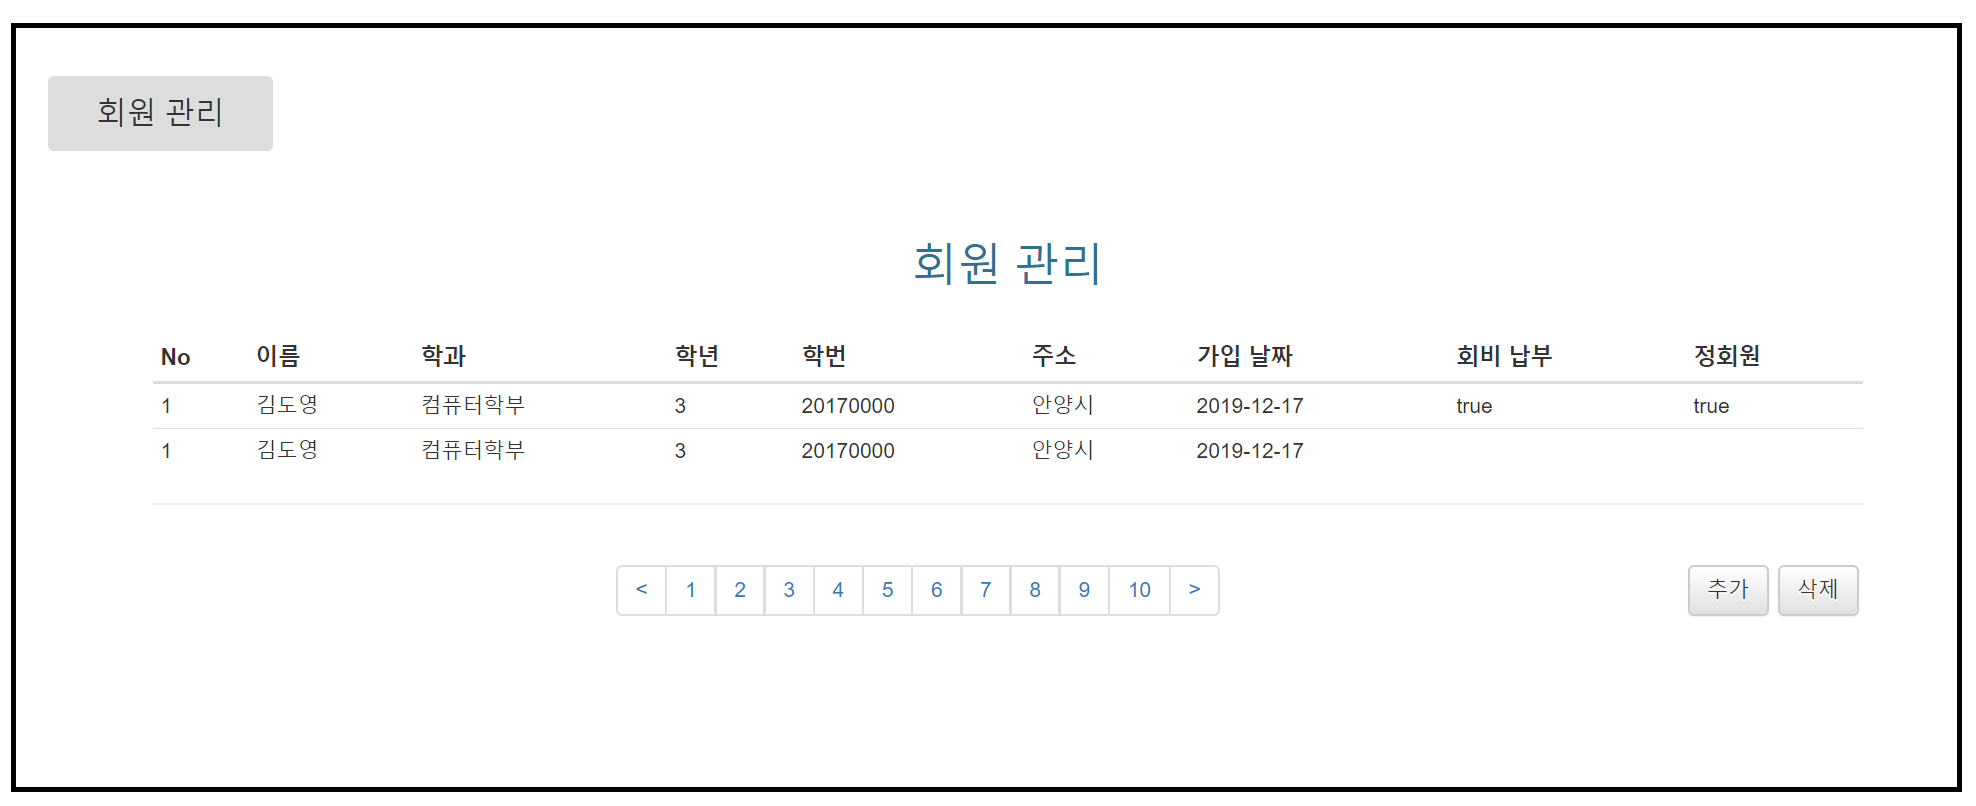 회원 관리
회원 관리
No 이름 학과 학년 학번 주소 가입 날짜 회비 납부 정회원
1 김도영 컴퓨터학부 3 20170000 안양시 2019-12-17 true true
1 김도영 컴퓨터학부 3 20170000 안양시 2019-12-17
< 1 2 3 4 5 6 7 8 9 10 > 추가 삭제